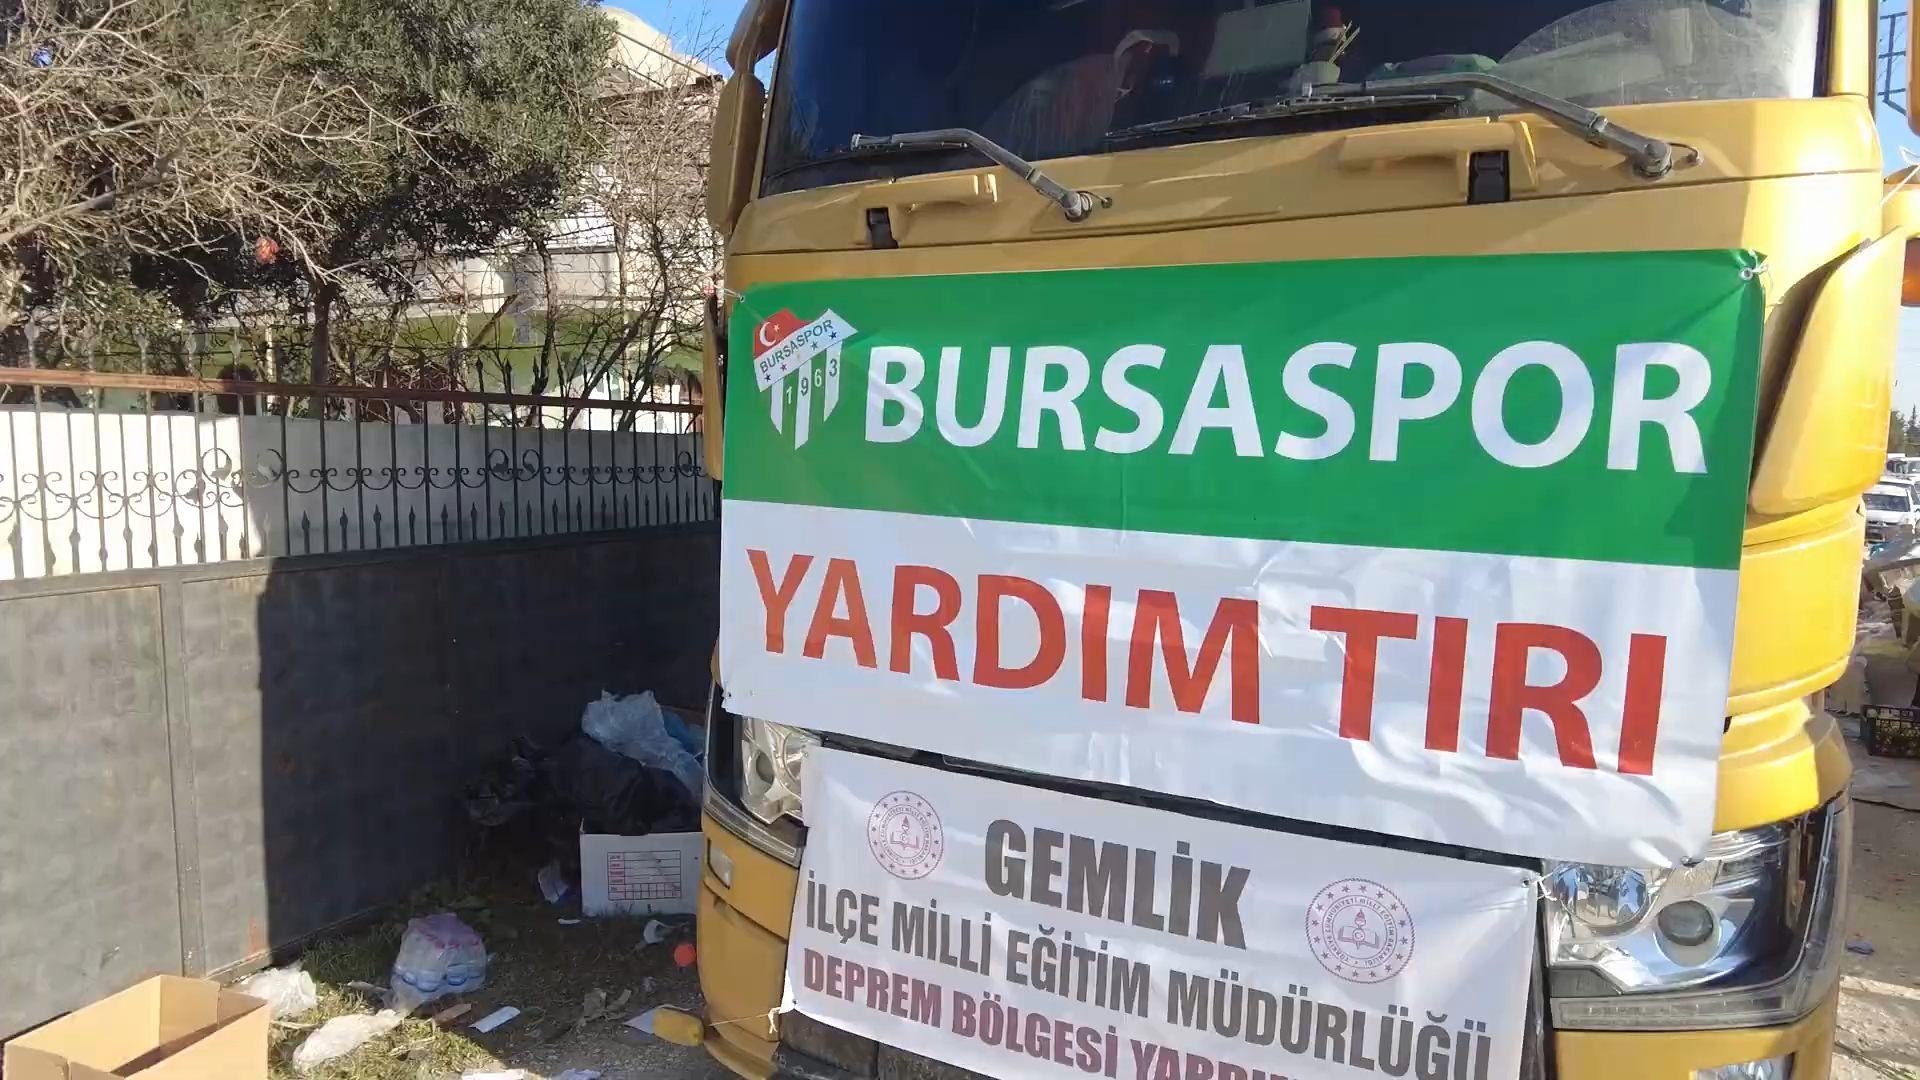 BURSASPOR
1963
BURSASPOR
YARDIM TIRI
GEMLİK
İLÇE MİLLİ EĞİTİM MÜDÜRLÜĞÜ
DEPREM BÖLGESİ